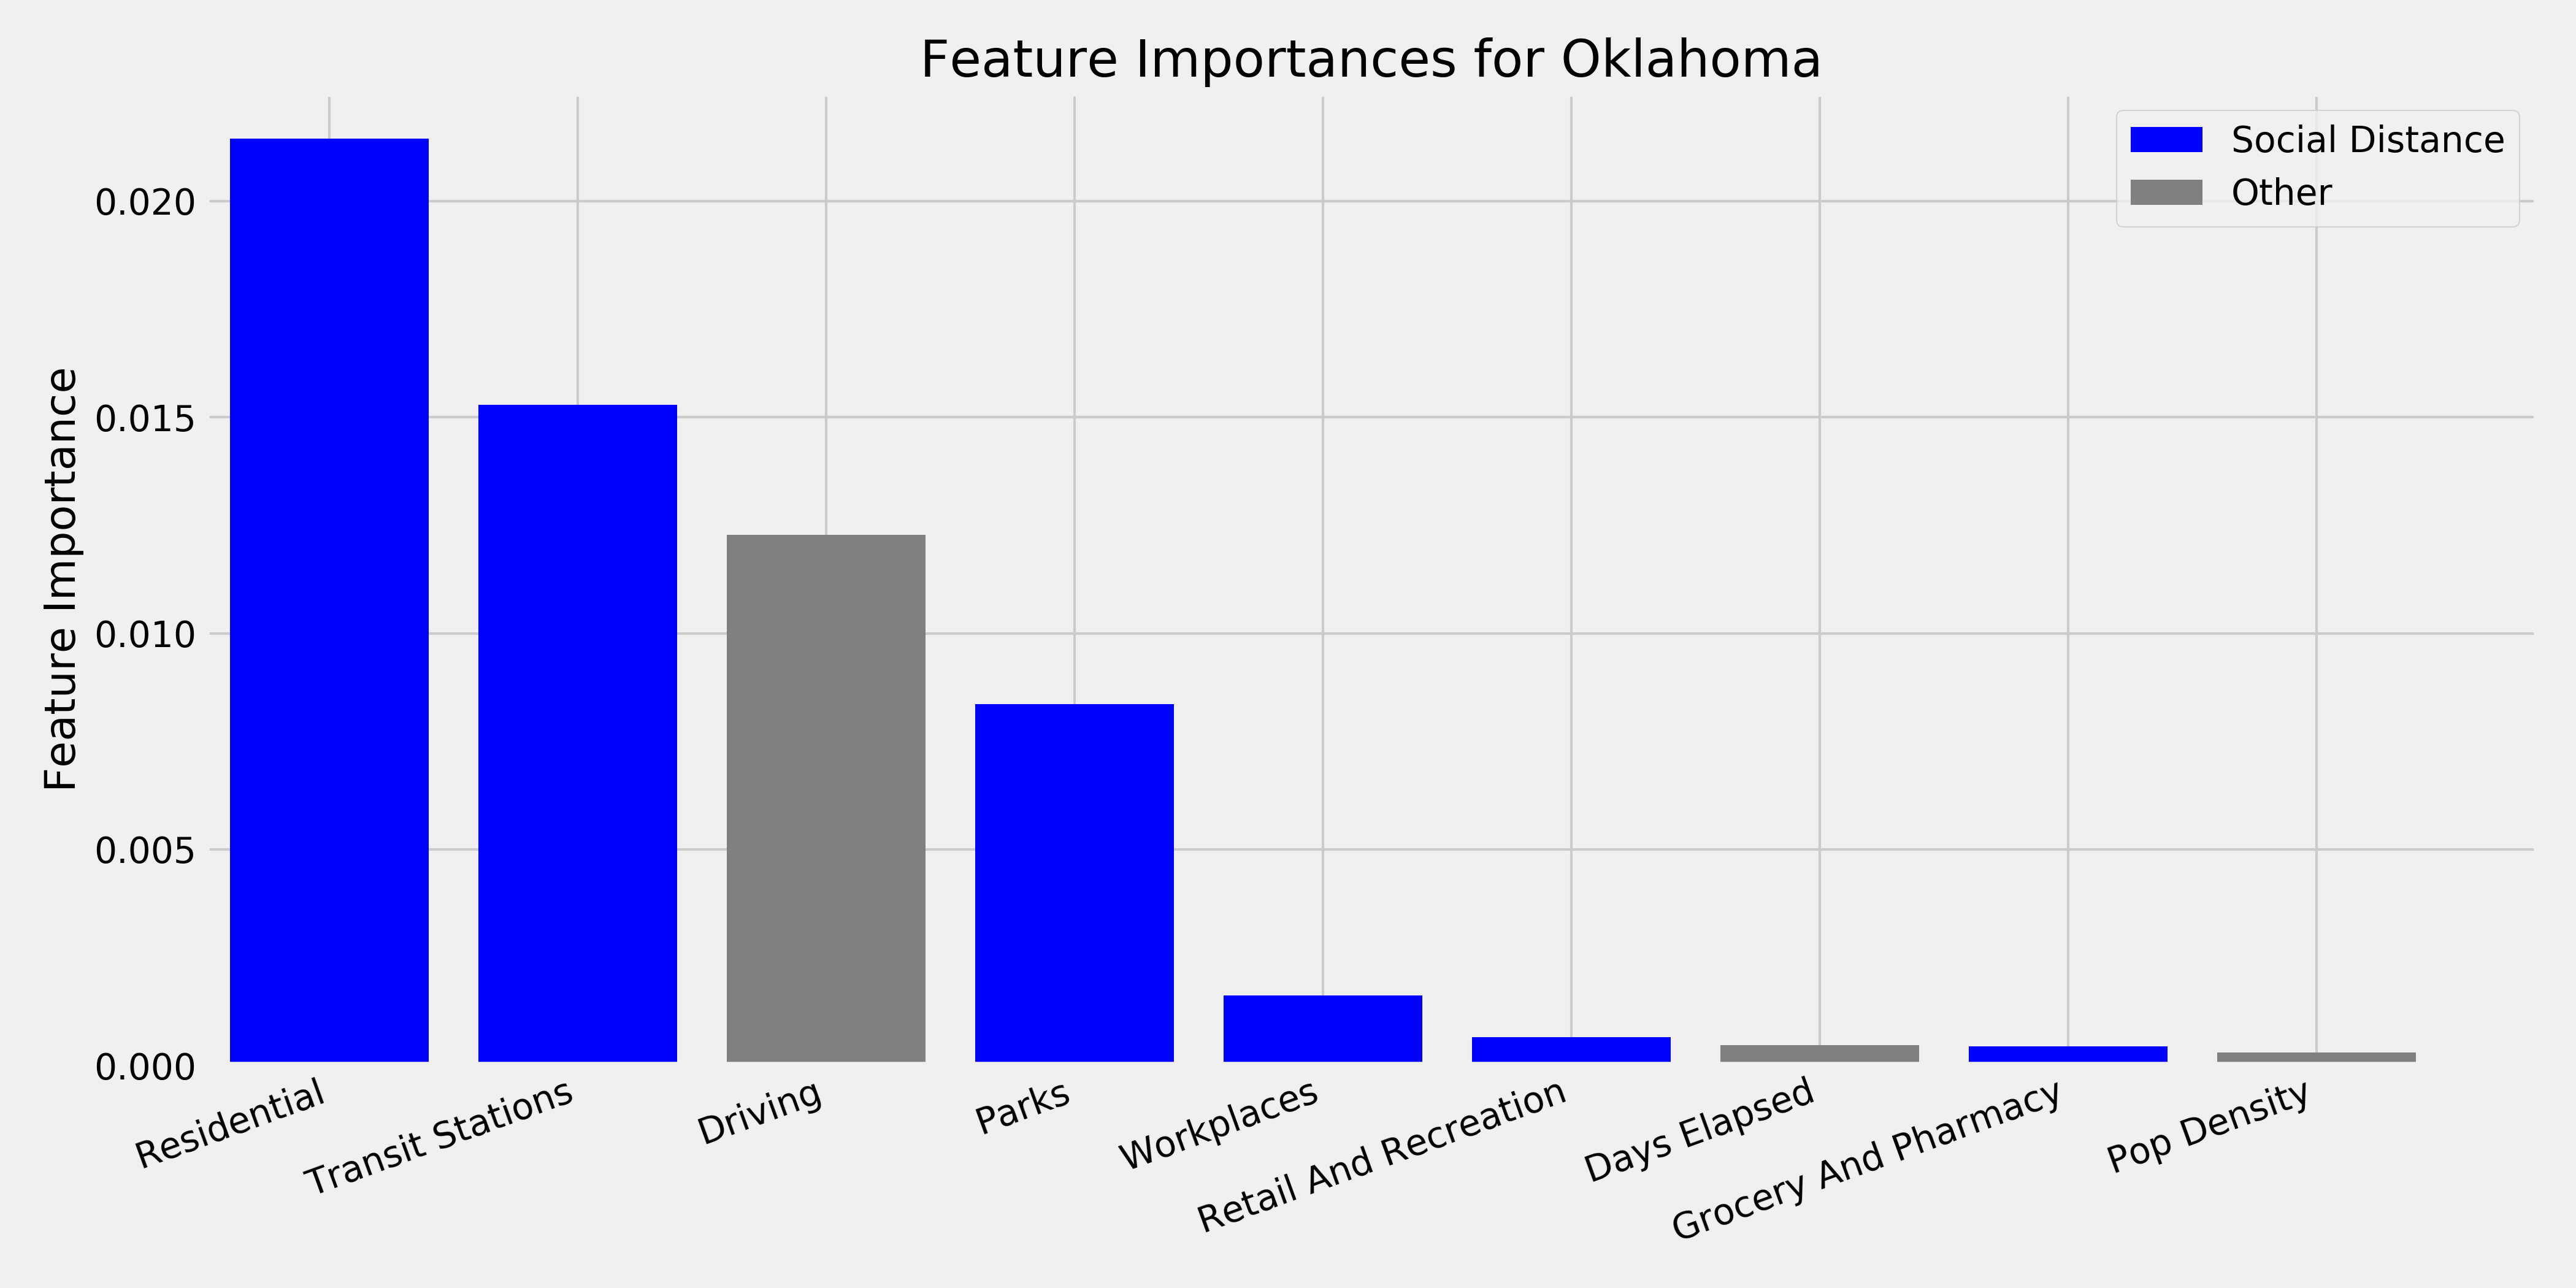 Feature Importances for Oklahoma
Social Distance
Other
Feature Importance
0.020
0.015
0.010
0.005
0.000
Residential
Transit Stations
Driving
Parks
Workplaces
Retail And Recreation
Days Elapsed
Grocery And Pharmacy
Pop Density